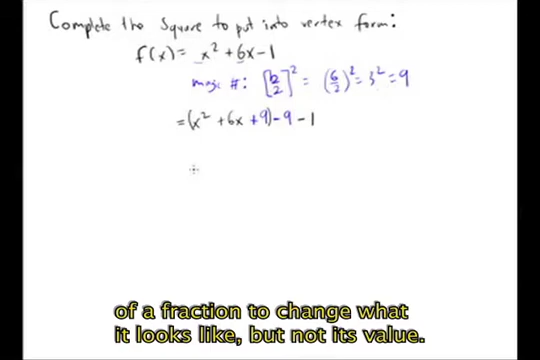 Complete the Square to put into vertex form:
f(x) = x² + 6x - 1
magic #: [b/2]² = (6/2)² = 3² = 9
= (x² + 6x + 9) - 9 - 1
of a fraction to change what
it looks like, but not its value.